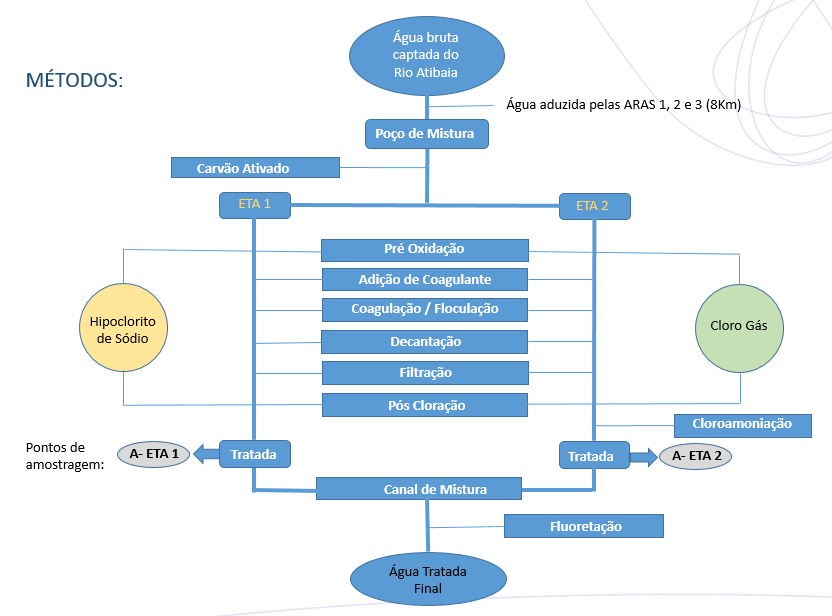 Água bruta
captada do
Rio Atibaia
MÉTODOS:
Água aduzida pelas ARAS 1, 2 e 3 (8Km)
Poço de Mistura
Carvão Ativado
ETA 1
ETA 2
Pré Oxidação
Adição de Coagulante
Coagulação / Floculação
Hipoclorito
de Sódio
Cloro Gás
Decantação
Filtração
Pós Cloração
Cloroamoniação
Pontos de
amostragem:
A- ETA 1
Tratada
Tratada
A- ETA 2
Canal de Mistura
Fluoretação
Água Tratada
Final